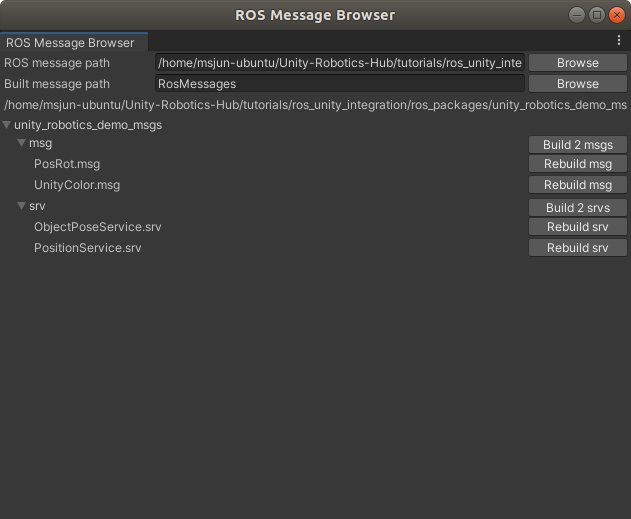 ROS Message Browser
ROS Message Browser
ROS message path /home/msjun-ubuntu/Unity-Robotics-Hub/tutorials/ros_unity_inte Browse
Built message path RosMessages Browse
/home/msjun-ubuntu/Unity-Robotics-Hub/tutorials/ros_unity_integration/ros_packages/unity_robotics_demo_ms
unity_robotics_demo_msgs
msg Build 2 msgs
PosRot.msg Rebuild msg
UnityColor.msg Rebuild msg
srv Build 2 srvs
ObjectPoseService.srv Rebuild srv
PositionService.srv Rebuild srv